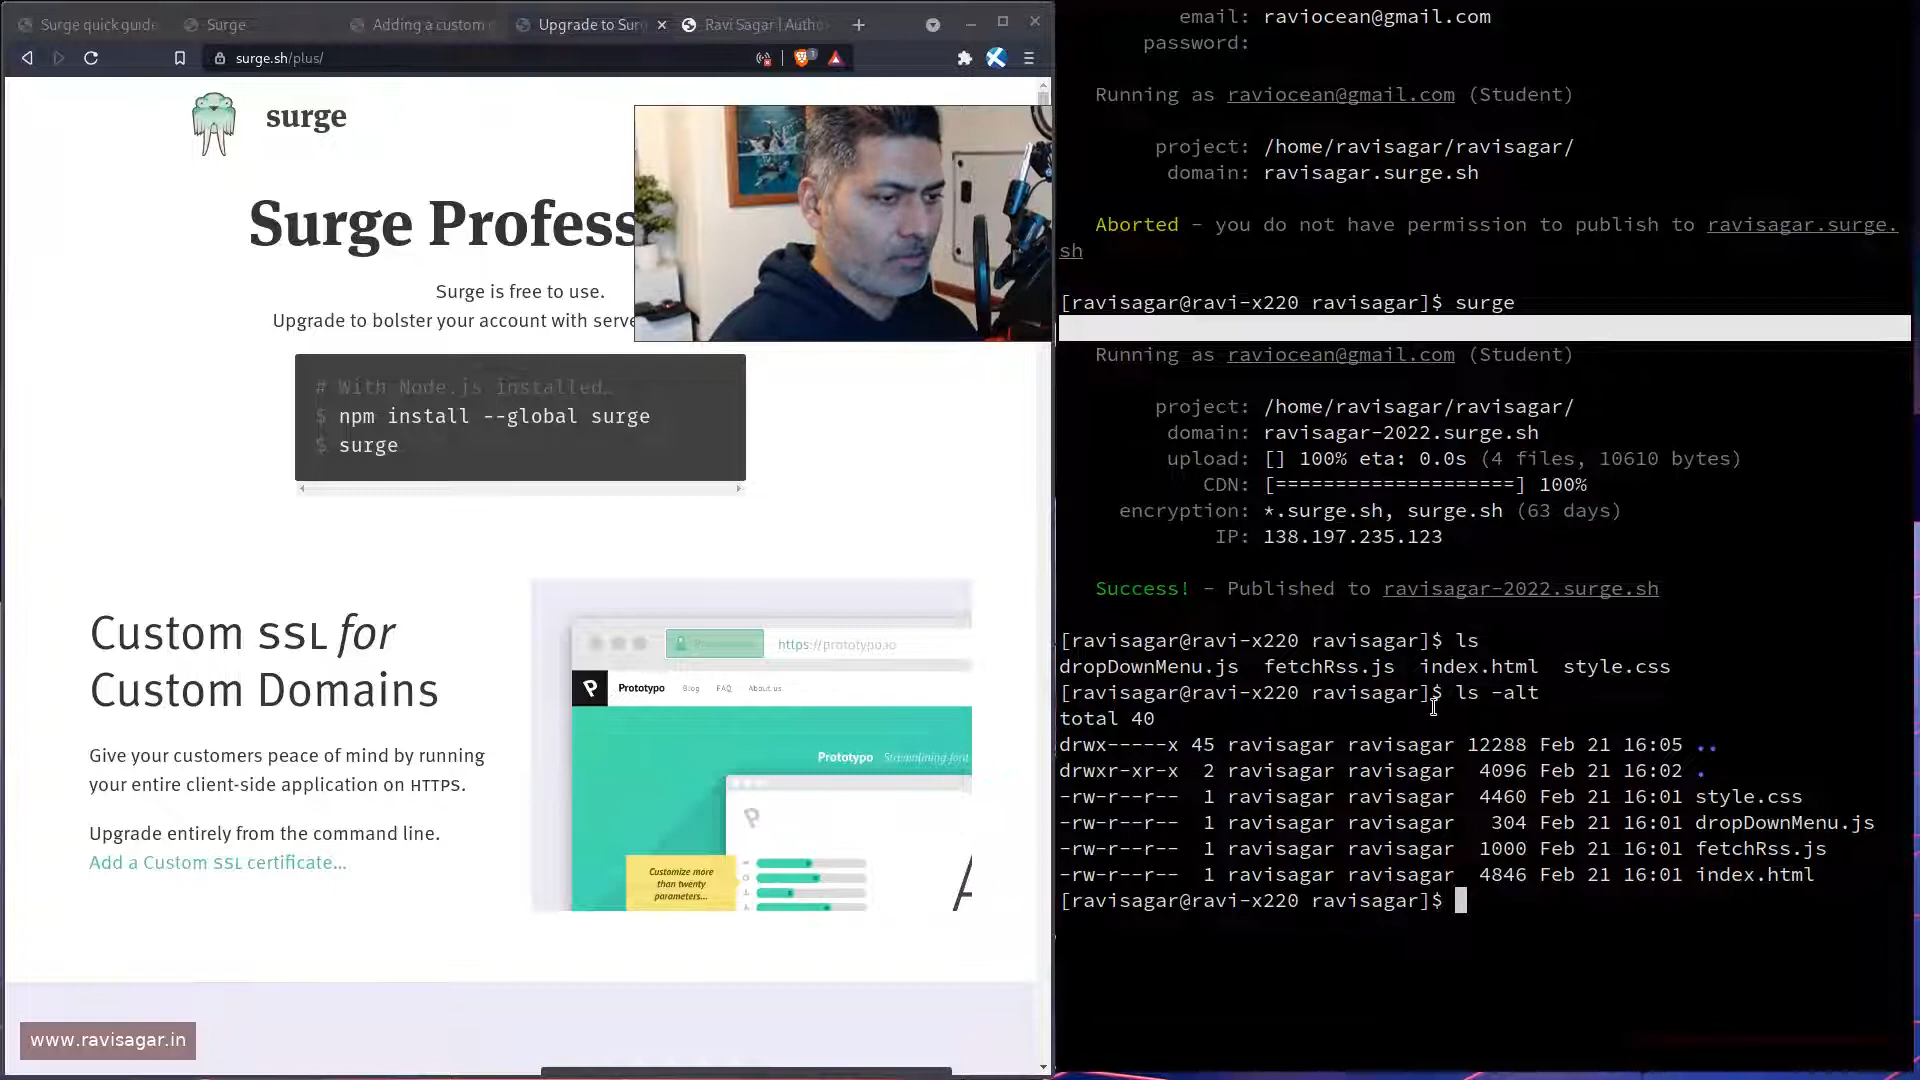 Surge quick guide
Surge
Adding a custom
Upgrade to Sur
Ravi Sagar | Autho
surge.sh/plus/
surge
Surge Profess
Surge is free to use.
Upgrade to bolster your account with serve
# With Node.js installed…
$ npm install --global surge
$ surge
Custom SSL for
Custom Domains
Give your customers peace of mind by running
your entire client-side application on HTTPS.
Upgrade entirely from the command line.
Add a Custom SSL certificate...
https://prototypo.io
Prototypo Blog FAQ About us
Prototypo Streamlining font
Customize more
than twenty
parameters...
www.ravisagar.in
email: raviocean@gmail.com
password:
Running as raviocean@gmail.com (Student)
project: /home/ravisagar/ravisagar/
domain: ravisagar.surge.sh
Aborted - you do not have permission to publish to ravisagar.surge.
sh
[ravisagar@ravi-x220 ravisagar]$ surge
Running as raviocean@gmail.com (Student)
project: /home/ravisagar/ravisagar/
domain: ravisagar-2022.surge.sh
upload: [] 100% eta: 0.0s (4 files, 10610 bytes)
CDN: [====================] 100%
encryption: *.surge.sh, surge.sh (63 days)
IP: 138.197.235.123
Success! - Published to ravisagar-2022.surge.sh
[ravisagar@ravi-x220 ravisagar]$ ls
dropDownMenu.js fetchRss.js index.html style.css
[ravisagar@ravi-x220 ravisagar]$ ls -alt
total 40
drwx-----x 45 ravisagar ravisagar 12288 Feb 21 16:05 ..
drwxr-xr-x 2 ravisagar ravisagar 4096 Feb 21 16:02 .
-rw-r--r-- 1 ravisagar ravisagar 4460 Feb 21 16:01 style.css
-rw-r--r-- 1 ravisagar ravisagar 304 Feb 21 16:01 dropDownMenu.js
-rw-r--r-- 1 ravisagar ravisagar 1000 Feb 21 16:01 fetchRss.js
-rw-r--r-- 1 ravisagar ravisagar 4846 Feb 21 16:01 index.html
[ravisagar@ravi-x220 ravisagar]$